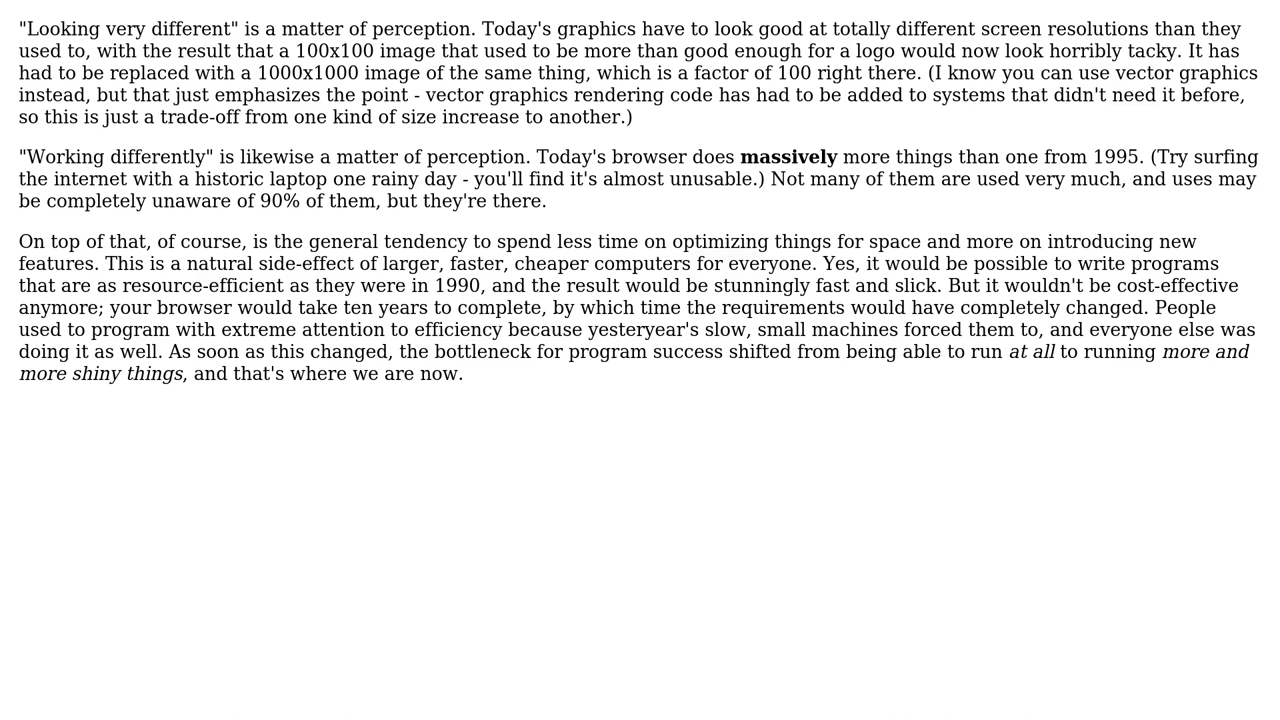 "Looking very different" is a matter of perception. Today's graphics have to look good at totally different screen resolutions than they
used to, with the result that a 100x100 image that used to be more than good enough for a logo would now look horribly tacky. It has
had to be replaced with a 1000x1000 image of the same thing, which is a factor of 100 right there. (I know you can use vector graphics
instead, but that just emphasizes the point - vector graphics rendering code has had to be added to systems that didn't need it before,
so this is just a trade-off from one kind of size increase to another.)
"Working differently" is likewise a matter of perception. Today's browser does massively more things than one from 1995. (Try surfing
the internet with a historic laptop one rainy day - you'll find it's almost unusable.) Not many of them are used very much, and uses may
be completely unaware of 90% of them, but they're there.
On top of that, of course, is the general tendency to spend less time on optimizing things for space and more on introducing new
features. This is a natural side-effect of larger, faster, cheaper computers for everyone. Yes, it would be possible to write programs
that are as resource-efficient as they were in 1990, and the result would be stunningly fast and slick. But it wouldn't be cost-effective
anymore; your browser would take ten years to complete, by which time the requirements would have completely changed. People
used to program with extreme attention to efficiency because yesteryear's slow, small machines forced them to, and everyone else was
doing it as well. As soon as this changed, the bottleneck for program success shifted from being able to run at all to running more and
more shiny things, and that's where we are now.